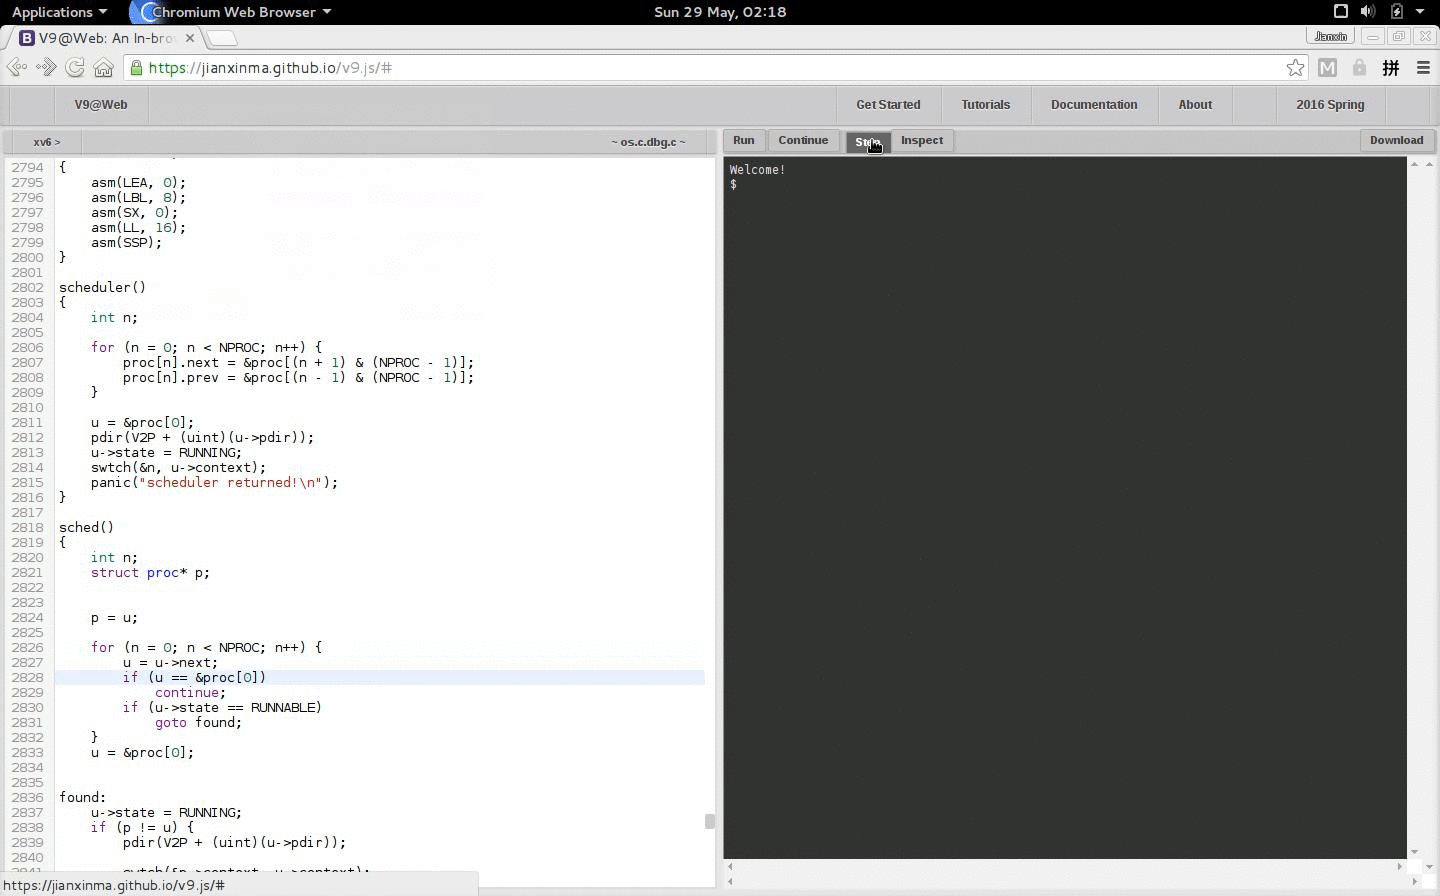 Applications
Chromium Web Browser
Sun 29 May, 02:18
V9@Web: An In-bro
Jianxin
https://jianxinma.github.io/v9.js/#
M
拼
V9@Web
Get Started
Tutorials
Documentation
About
2016 Spring
xv6 >
~ os.c.dbg.c ~
Run
Continue
Step
Inspect
Download
2794 {
2795     asm(LEA, 0);
2796     asm(LBL, 8);
2797     asm(SX, 0);
2798     asm(LL, 16);
2799     asm(SSP);
2800 }
2801
2802 scheduler()
2803 {
2804     int n;
2805
2806     for (n = 0; n < NPROC; n++) {
2807         proc[n].next = &proc[(n + 1) & (NPROC - 1)];
2808         proc[n].prev = &proc[(n - 1) & (NPROC - 1)];
2809     }
2810
2811     u = &proc[0];
2812     pdir(V2P + (uint)(u->pdir));
2813     u->state = RUNNING;
2814     swtch(&n, u->context);
2815     panic("scheduler returned!\n");
2816 }
2817
2818 sched()
2819 {
2820     int n;
2821     struct proc* p;
2822
2823
2824     p = u;
2825
2826     for (n = 0; n < NPROC; n++) {
2827         u = u->next;
2828         if (u == &proc[0])
2829             continue;
2830         if (u->state == RUNNABLE)
2831             goto found;
2832     }
2833     u = &proc[0];
2834
2835
2836 found:
2837     u->state = RUNNING;
2838     if (p != u) {
2839         pdir(V2P + (uint)(u->pdir));
2840
Welcome!
$
https://jianxinma.github.io/v9.js/#